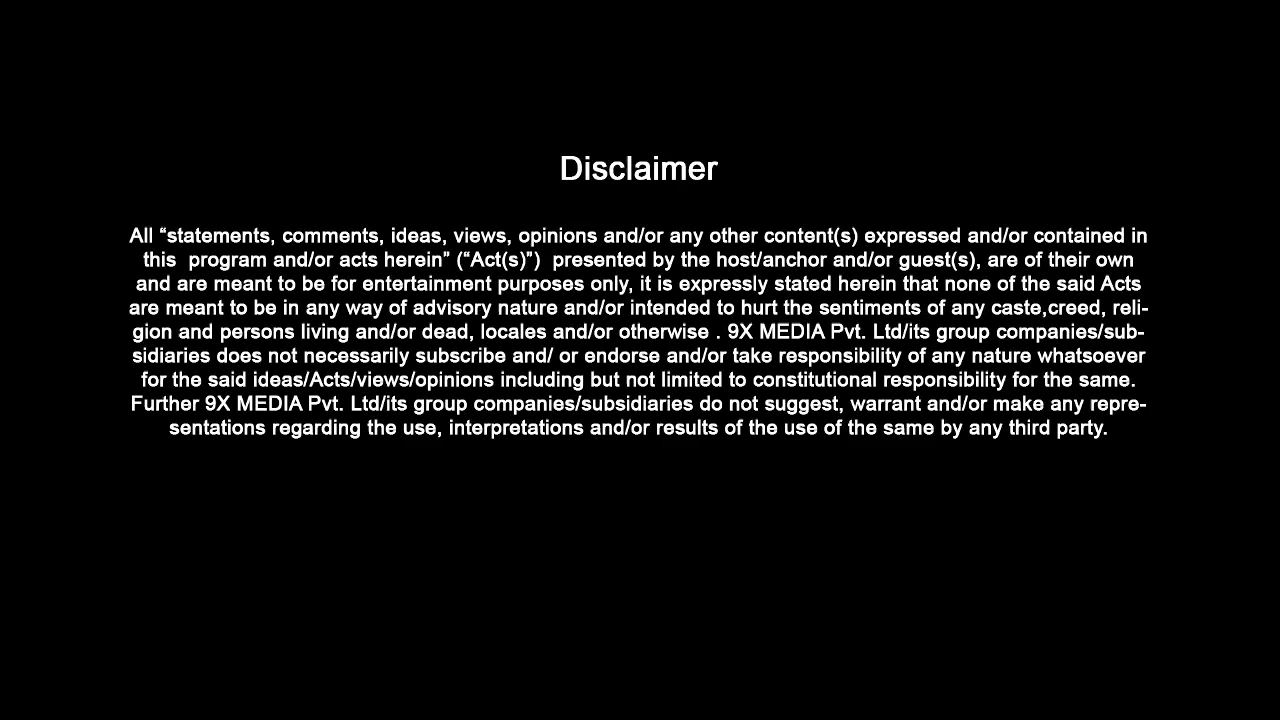 Disclaimer
All “statements, comments, ideas, views, opinions and/or any other content(s) expressed and/or contained in
this  program and/or acts herein” (“Act(s)”)  presented by the host/anchor and/or guest(s), are of their own
and are meant to be for entertainment purposes only, it is expressly stated herein that none of the said Acts
are meant to be in any way of advisory nature and/or intended to hurt the sentiments of any caste,creed, reli-
gion and persons living and/or dead, locales and/or otherwise . 9X MEDIA Pvt. Ltd/its group companies/sub-
sidiaries does not necessarily subscribe and/ or endorse and/or take responsibility of any nature whatsoever
for the said ideas/Acts/views/opinions including but not limited to constitutional responsibility for the same.
Further 9X MEDIA Pvt. Ltd/its group companies/subsidiaries do not suggest, warrant and/or make any repre-
sentations regarding the use, interpretations and/or results of the use of the same by any third party.